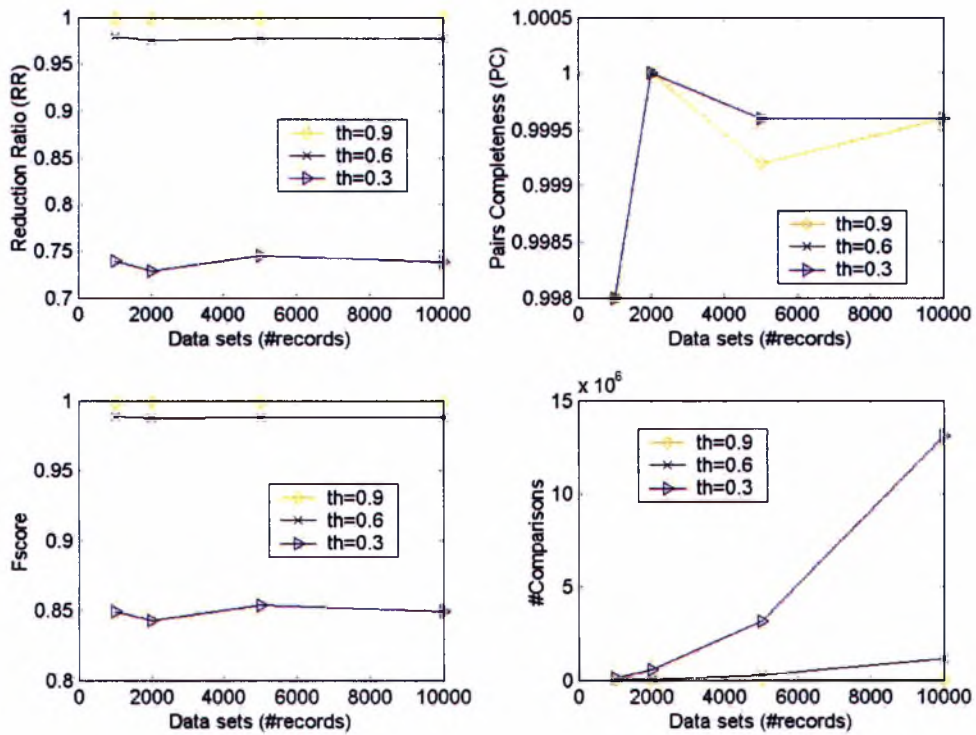 Reduction Ratio (RR)
1
0.95
0.9
0.85
0.8
0.75
0.7
th=0.9
th=0.6
th=0.3
0 2000 4000 6000 8000 10000
Data sets (#records)
Pairs Completeness (PC)
1.0005
1
0.9995
0.999
0.9985
0.998
th=0.9
th=0.6
th=0.3
0 2000 4000 6000 8000 10000
Data sets (#records)
Fscore
1
0.95
0.9
0.85
0.8
th=0.9
th=0.6
th=0.3
0 2000 4000 6000 8000 10000
Data sets (#records)
#Comparisons
x 10^6
15
10
5
0
th=0.9
th=0.6
th=0.3
0 2000 4000 6000 8000 10000
Data sets (#records)